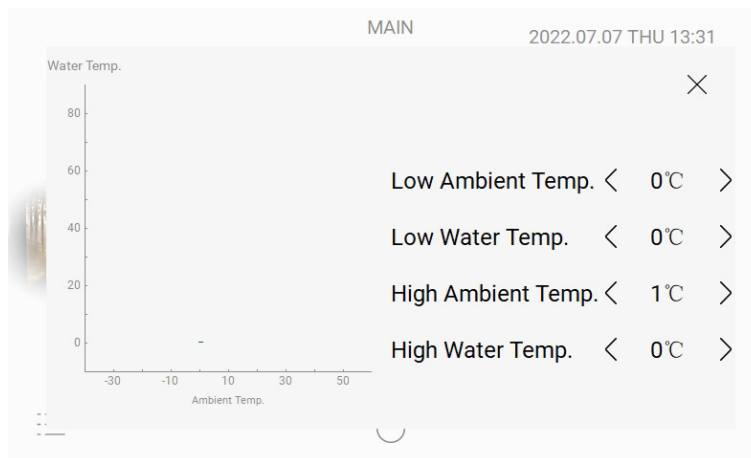 MAIN
2022.07.07 THU 13:31
Water Temp.
80
60
40
20
0
-30 -10 10 30 50
Ambient Temp.
Low Ambient Temp. < 0℃ >
Low Water Temp. < 0℃ >
High Ambient Temp. < 1℃ >
High Water Temp. < 0℃ >